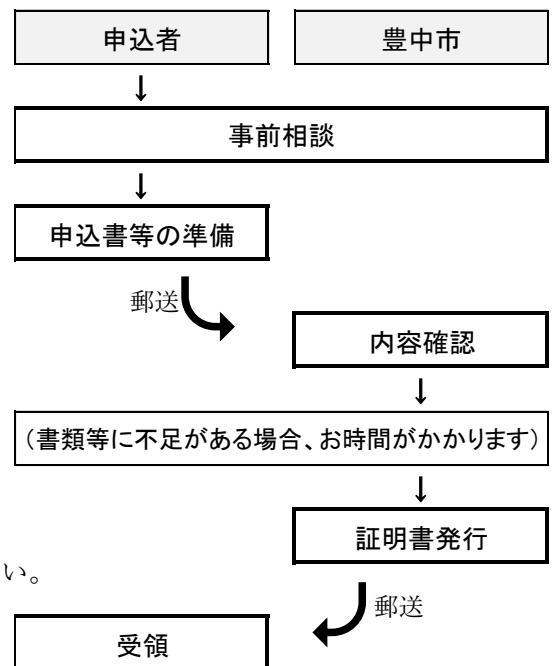 申込者
豊中市
↓
事前相談
↓
申込書等の準備
郵送
内容確認
↓
（書類等に不足がある場合、お時間がかかります）
↓
証明書発行
い。
郵送
受領